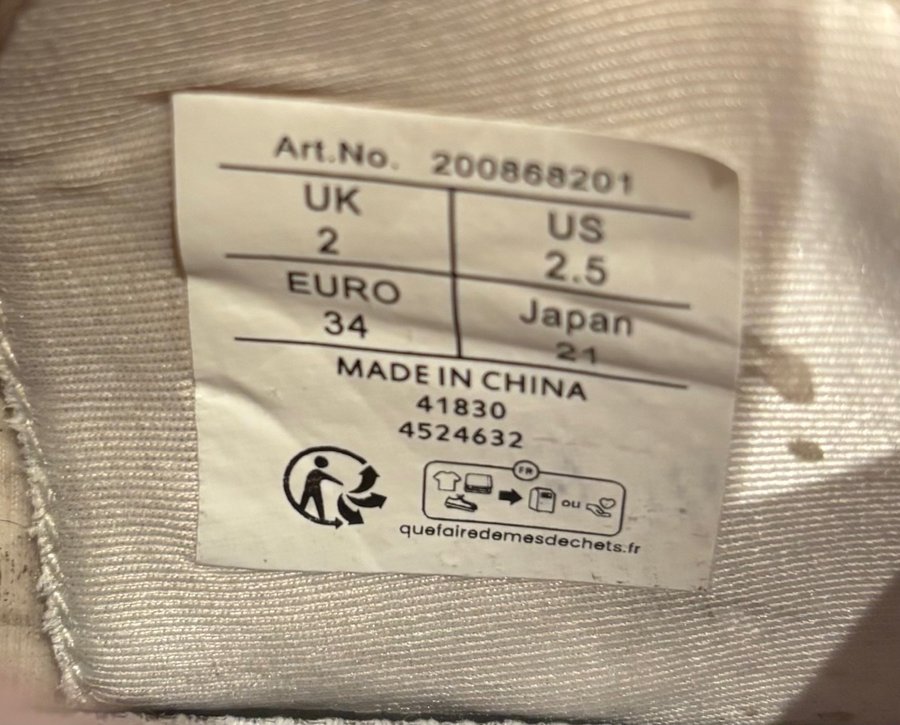 Art.No. 200868201
UK US
2 2.5
EURO Japan
34 21
MADE IN CHINA
41830
4524632
FR
ou
quefairedemesdechets.fr